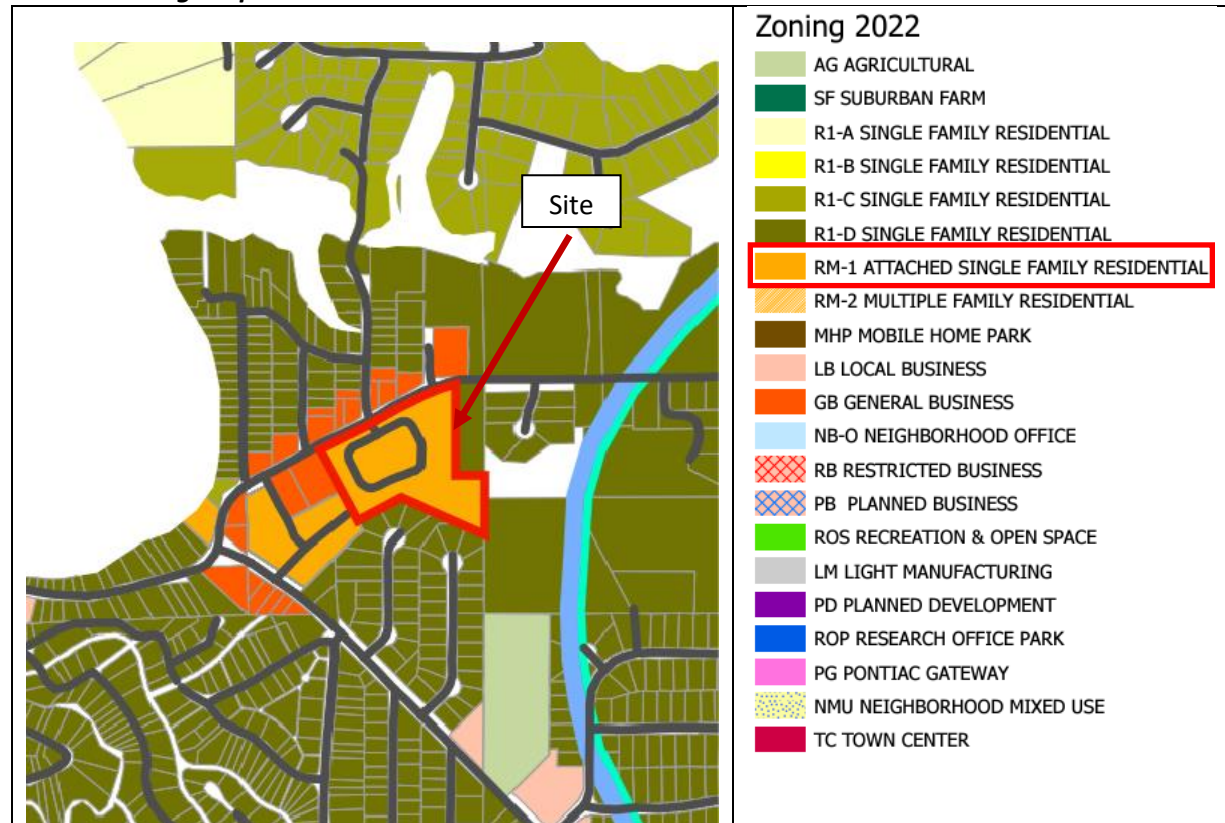 Site
Zoning 2022
AG AGRICULTURAL
SF SUBURBAN FARM
R1-A SINGLE FAMILY RESIDENTIAL
R1-B SINGLE FAMILY RESIDENTIAL
R1-C SINGLE FAMILY RESIDENTIAL
R1-D SINGLE FAMILY RESIDENTIAL
RM-1 ATTACHED SINGLE FAMILY RESIDENTIAL
RM-2 MULTIPLE FAMILY RESIDENTIAL
MHP MOBILE HOME PARK
LB LOCAL BUSINESS
GB GENERAL BUSINESS
NB-O NEIGHBORHOOD OFFICE
RB RESTRICTED BUSINESS
PB PLANNED BUSINESS
ROS RECREATION & OPEN SPACE
LM LIGHT MANUFACTURING
PD PLANNED DEVELOPMENT
ROP RESEARCH OFFICE PARK
PG PONTIAC GATEWAY
NMU NEIGHBORHOOD MIXED USE
TC TOWN CENTER